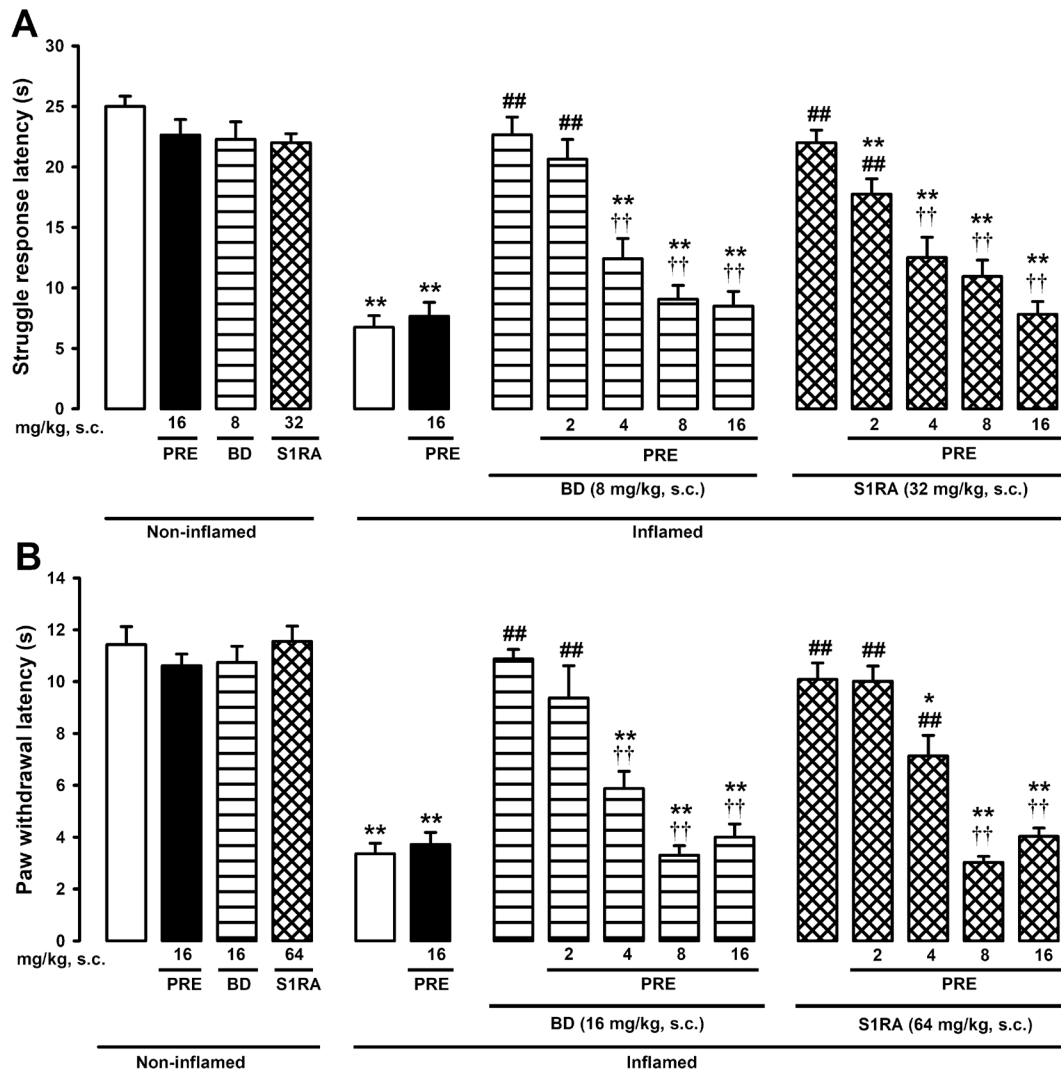 A
Struggle response latency (s)
30
25
20
15
10
5
0
** ** ## ## ** †† ** †† ** †† ## ** ## ** †† ** †† ** ††
mg/kg, s.c. 16 8 32 16 2 4 8 16 2 4 8 16
PRE BD S1RA PRE PRE PRE
BD (8 mg/kg, s.c.) S1RA (32 mg/kg, s.c.)
Non-inflamed Inflamed
B
Paw withdrawal latency (s)
14
12
10
8
6
4
2
0
** ** ## ## ** †† ** †† ** †† ## ## * ## ** †† ** ††
mg/kg, s.c. 16 16 64 16 2 4 8 16 2 4 8 16
PRE BD S1RA PRE PRE PRE
BD (16 mg/kg, s.c.) S1RA (64 mg/kg, s.c.)
Non-inflamed Inflamed